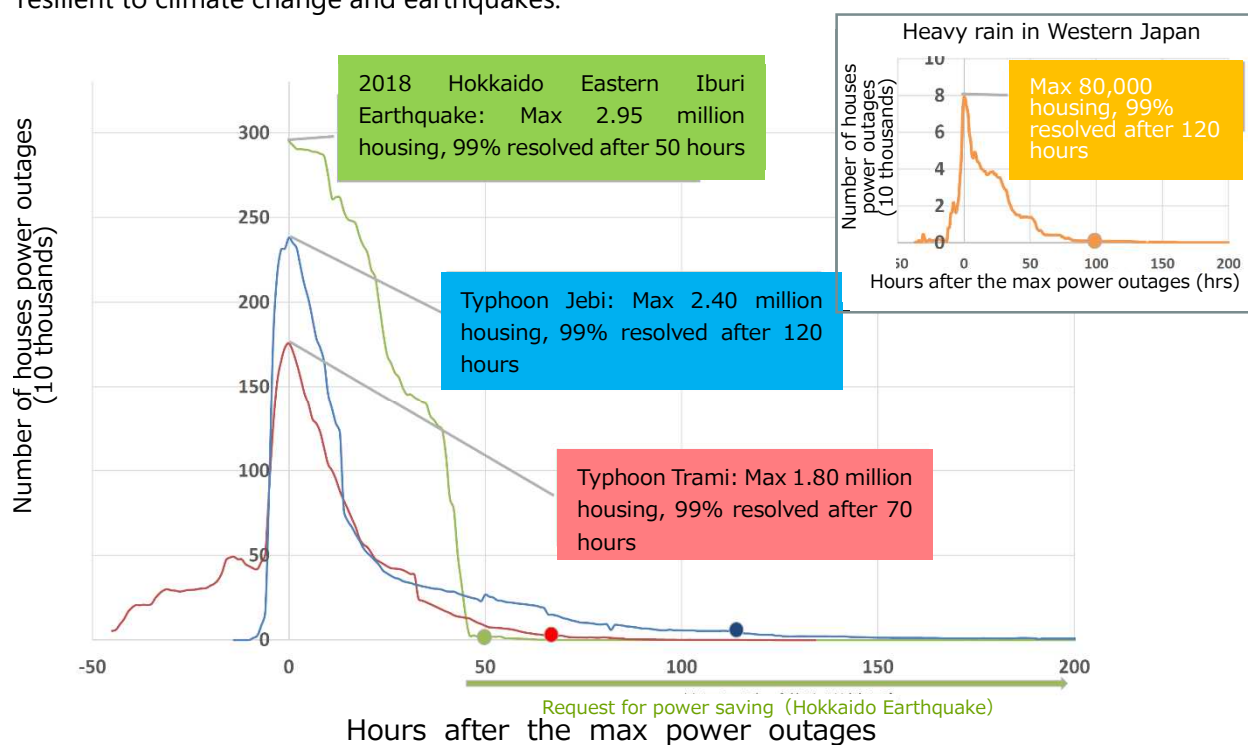 resilient to climate change and earthquakes.
Heavy rain in Western Japan
Number of houses
power outages
(10 thousands)
10
8
6
4
2
0
Max 80,000
housing, 99%
resolved after 120
hours
50 0 50 100 150 200
Hours after the max power outages (hrs)
Number of houses power outages
(10 thousands)
300
250
200
150
100
50
0
2018 Hokkaido Eastern Iburi
Earthquake: Max 2.95 million
housing, 99% resolved after 50 hours
Typhoon Jebi: Max 2.40 million
housing, 99% resolved after 120
hours
Typhoon Trami: Max 1.80 million
housing, 99% resolved after 70
hours
-50 0 50 100 150 200
Request for power saving（Hokkaido Earthquake）
Hours after the max power outages